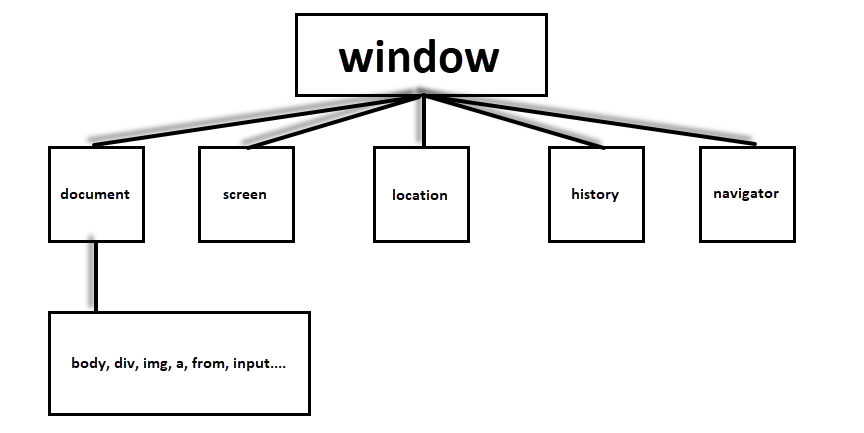 window
document
screen
location
history
navigator
body, div, img, a, from, input....